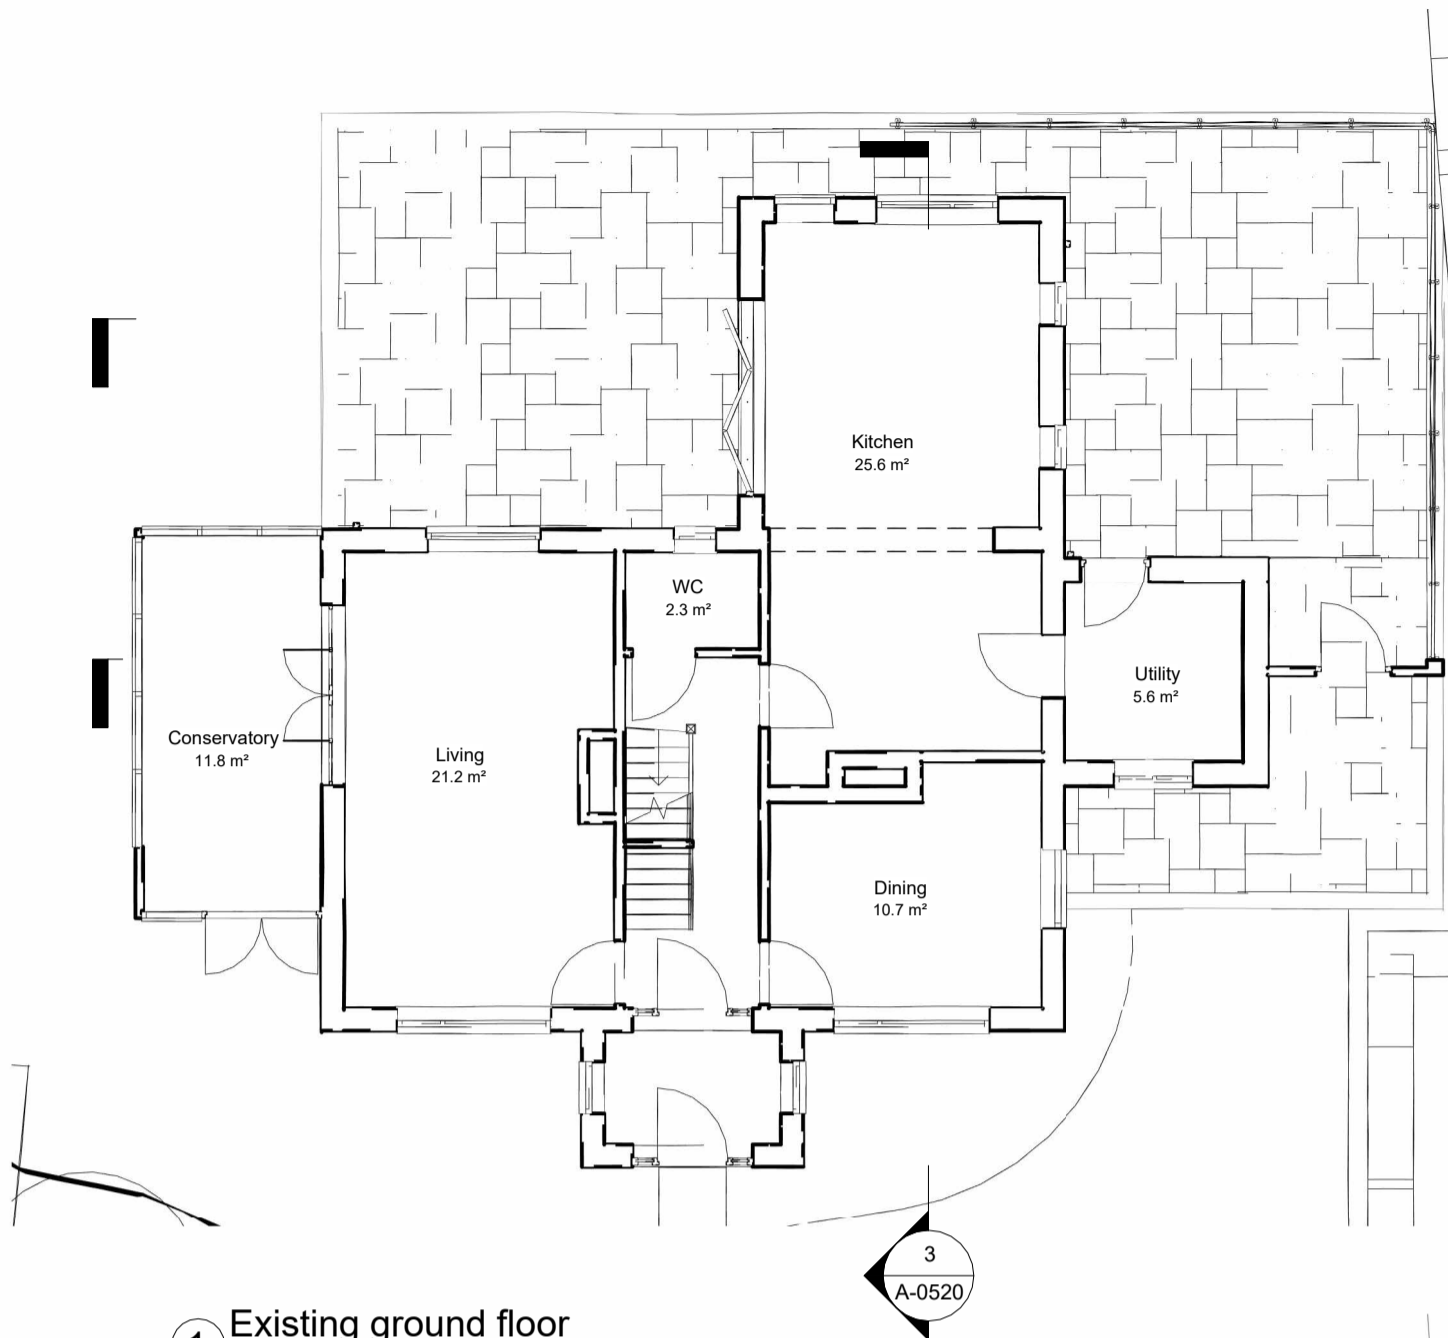 Kitchen
25.6 m²
WC
2.3 m²
Utility
5.6 m²
Conservatory
11.8 m²
Living
21.2 m²
Dining
10.7 m²
3
A-0520
Existing ground floor